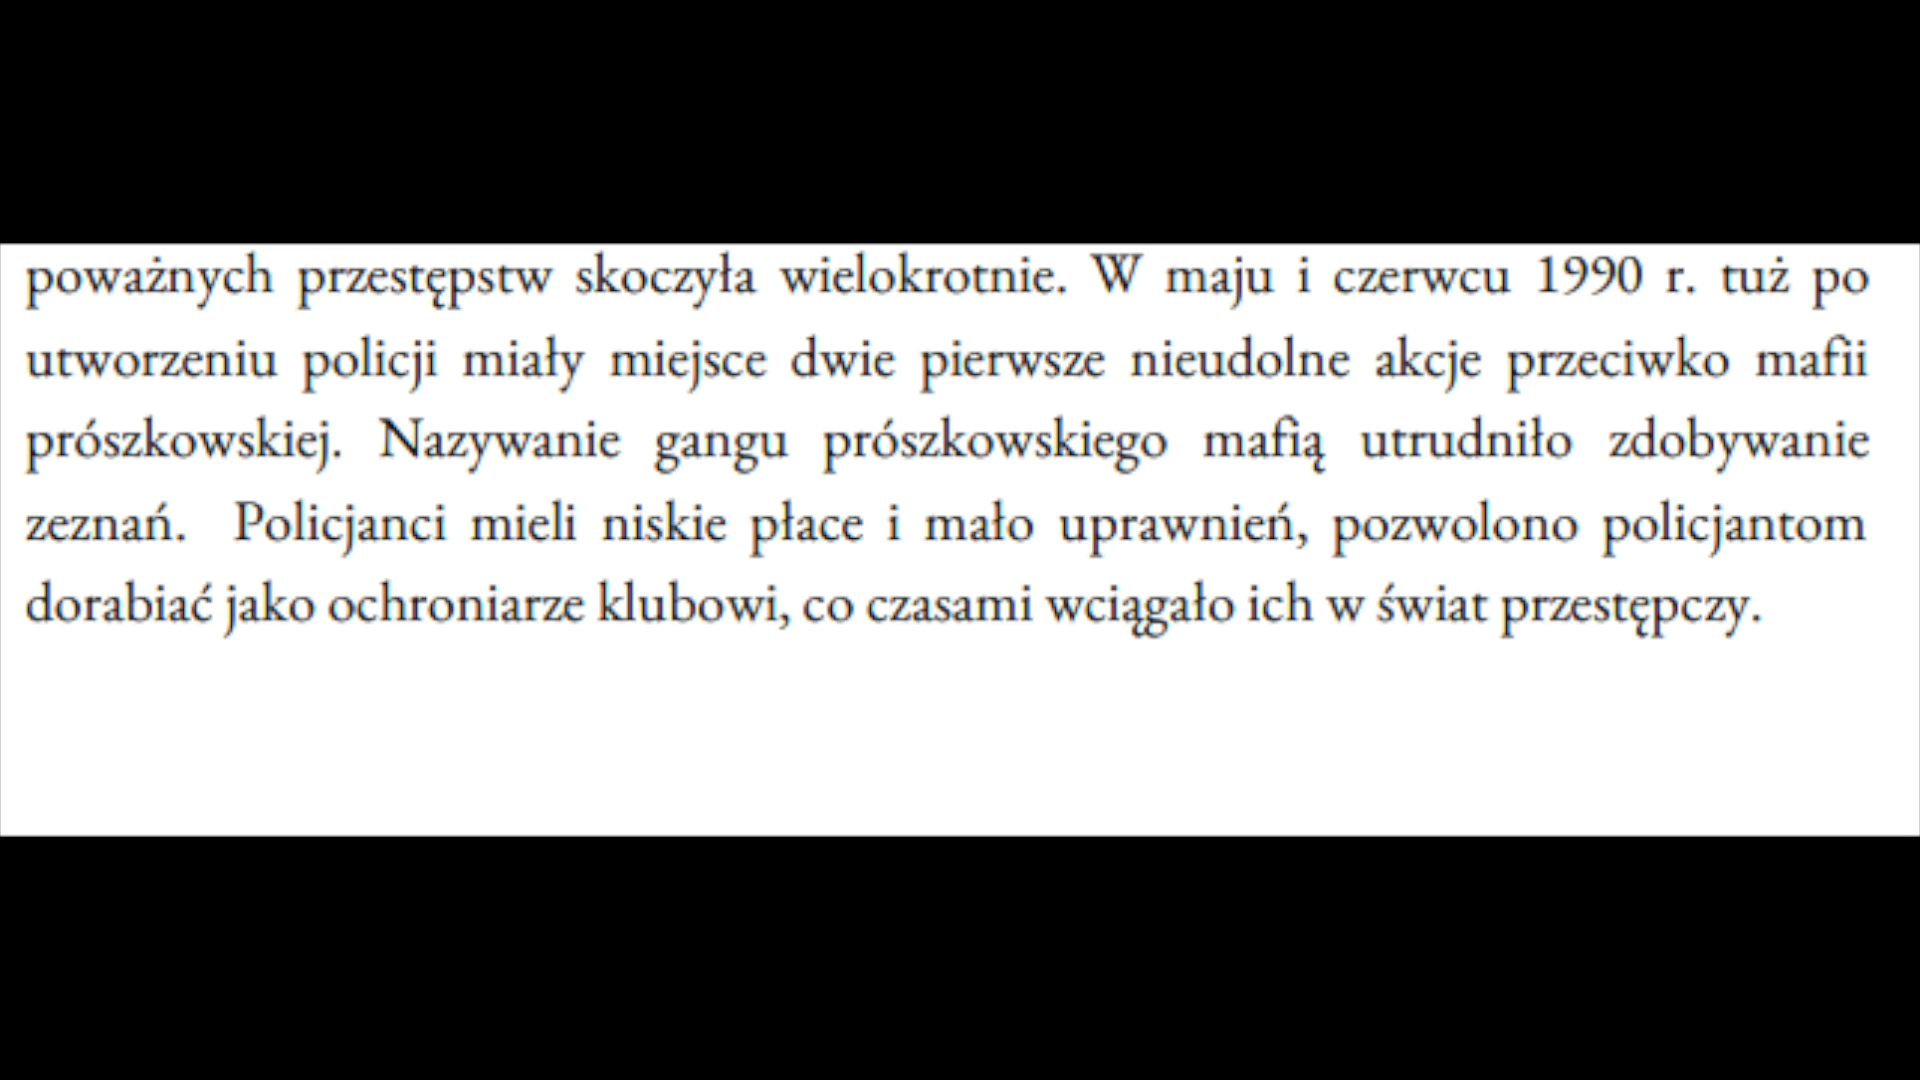 poważnych przestępstw skoczyła wielokrotnie. W maju i czerwcu 1990 r. tuż po
utworzeniu policji miały miejsce dwie pierwsze nieudolne akcje przeciwko mafii
prószkowskiej. Nazywanie gangu prószkowskiego mafią utrudniło zdobywanie
zeznań. Policjanci mieli niskie płace i mało uprawnień, pozwolono policjantom
dorabiać jako ochroniarze klubowi, co czasami wciągało ich w świat przestępczy.